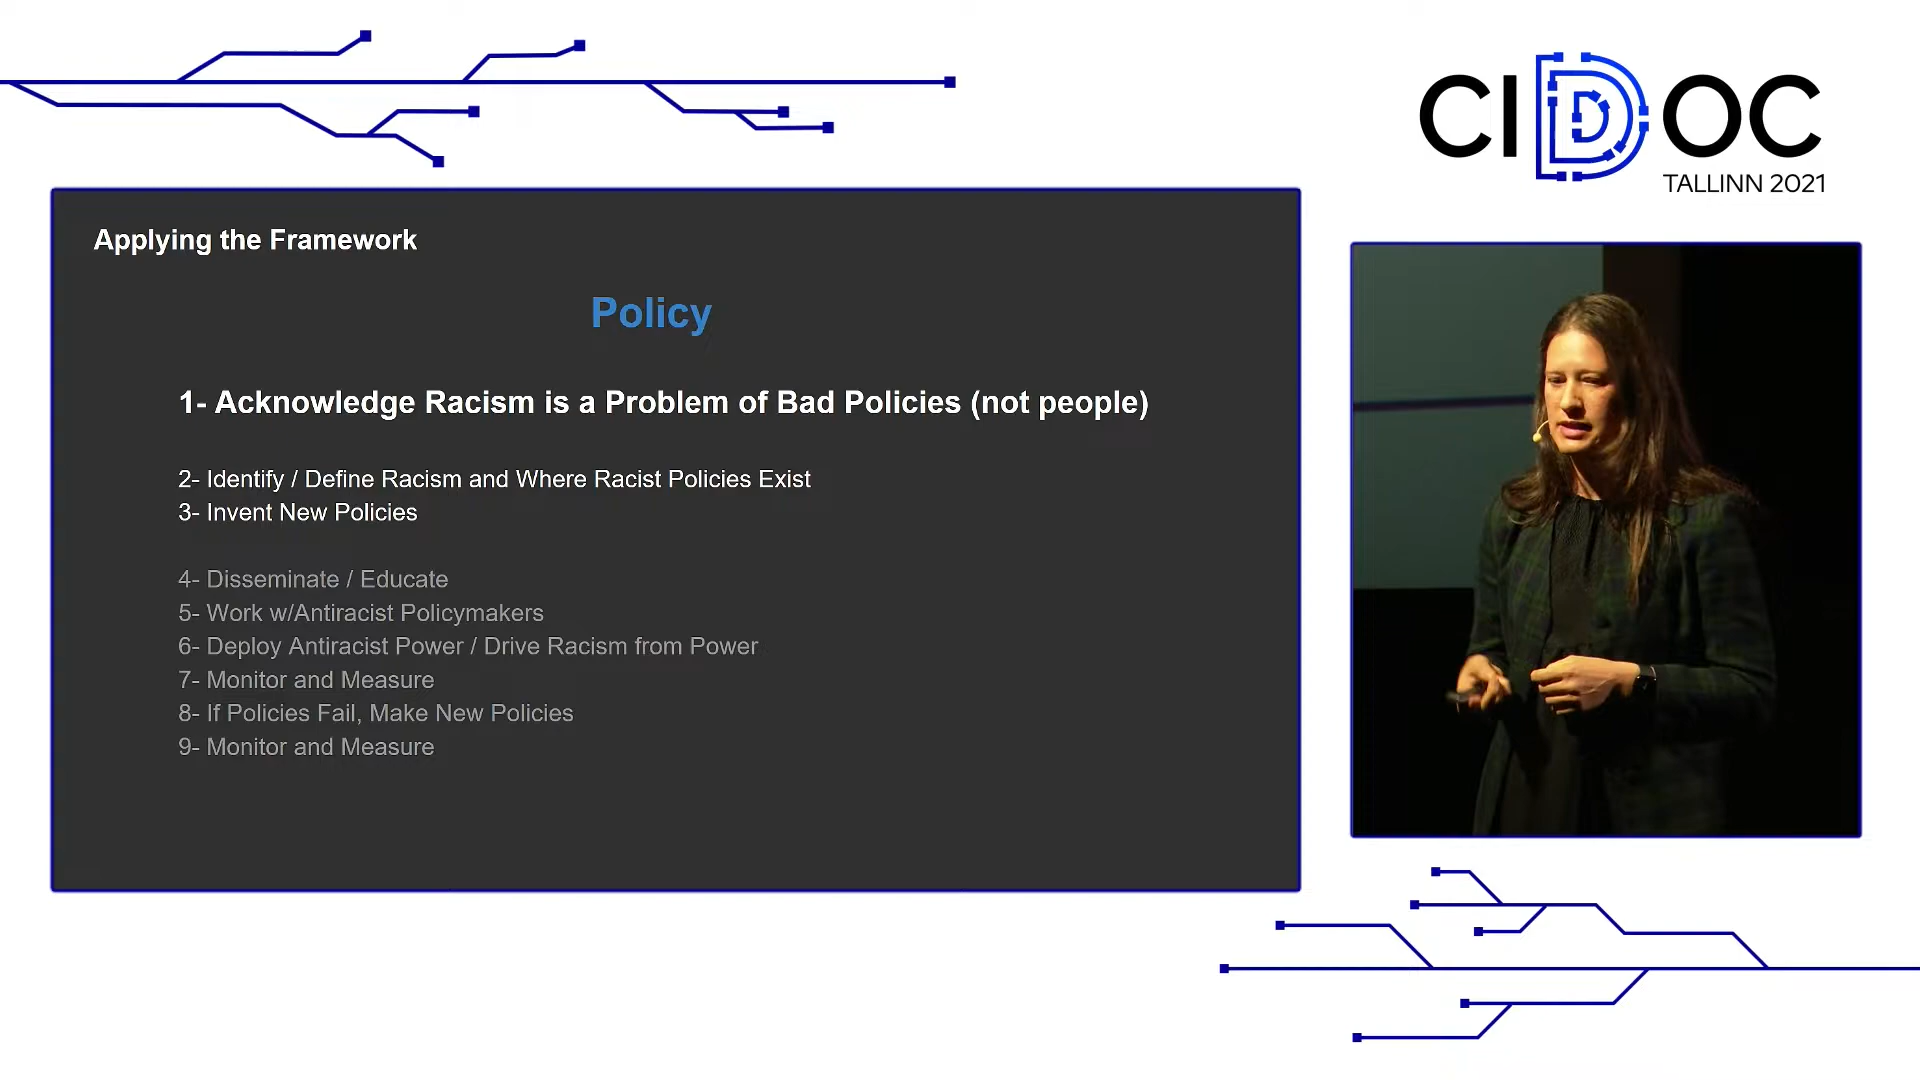 CIDOC
TALLINN 2021
Applying the Framework
Policy
1- Acknowledge Racism is a Problem of Bad Policies (not people)
2- Identify / Define Racism and Where Racist Policies Exist
3- Invent New Policies
4- Disseminate / Educate
5- Work w/Antiracist Policymakers
6- Deploy Antiracist Power / Drive Racism from Power
7- Monitor and Measure
8- If Policies Fail, Make New Policies
9- Monitor and Measure